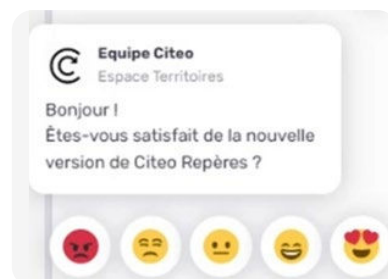 Equipe Citeo
Espace Territoires
Bonjour !
Êtes-vous satisfait de la nouvelle
version de Citeo Repères ?